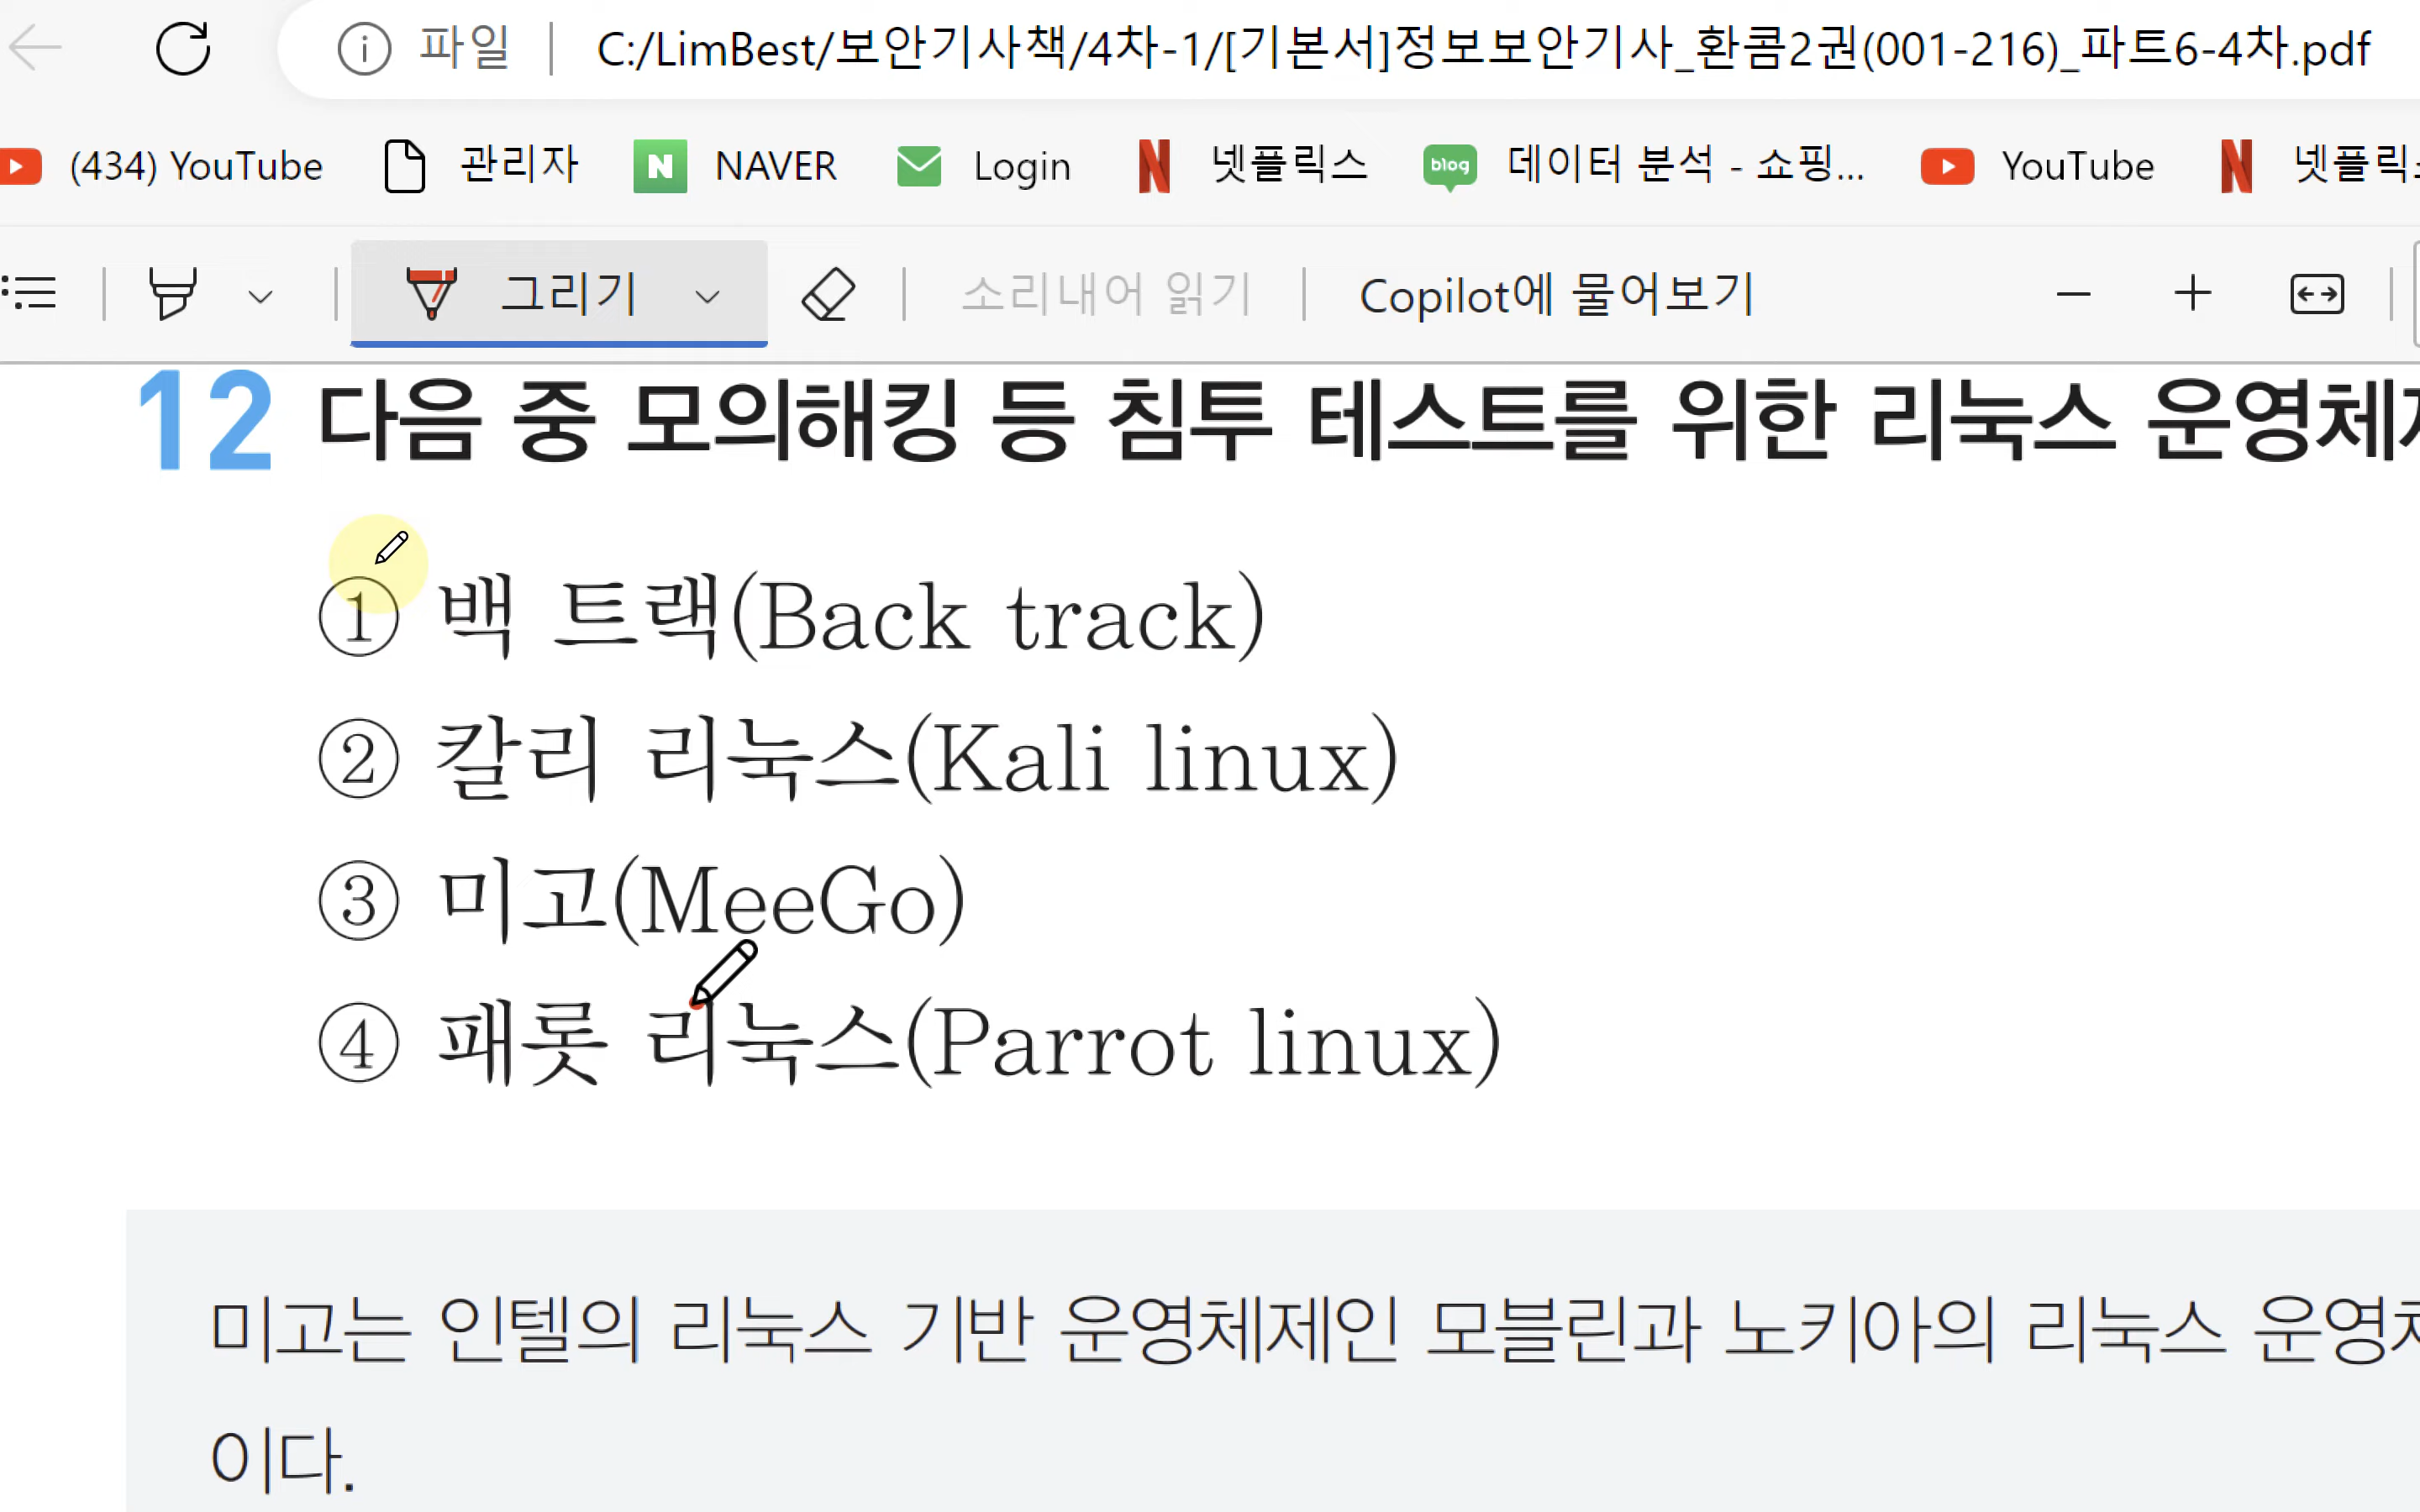 파일 C:/LimBest/보안기사책/4차-1/[기본서]정보보안기사_환콤2권(001-216)_파트6-4차.pdf
(434) YouTube 관리자 NAVER Login 넷플릭스 blog 데이터 분석 - 쇼핑... YouTube
그리기 소리내어 읽기 Copilot에 물어보기
12 다음 중 모의해킹 등 침투 테스트를 위한 리눅스
① 백 트랙(Back track)
② 칼리 리눅스(Kali linux)
③ 미고(MeeGo)
④ 패롯 리눅스(Parrot linux)
미고는 인텔의 리눅스 기반 운영체제인 모블린과 노키아의 리눅스
이다.